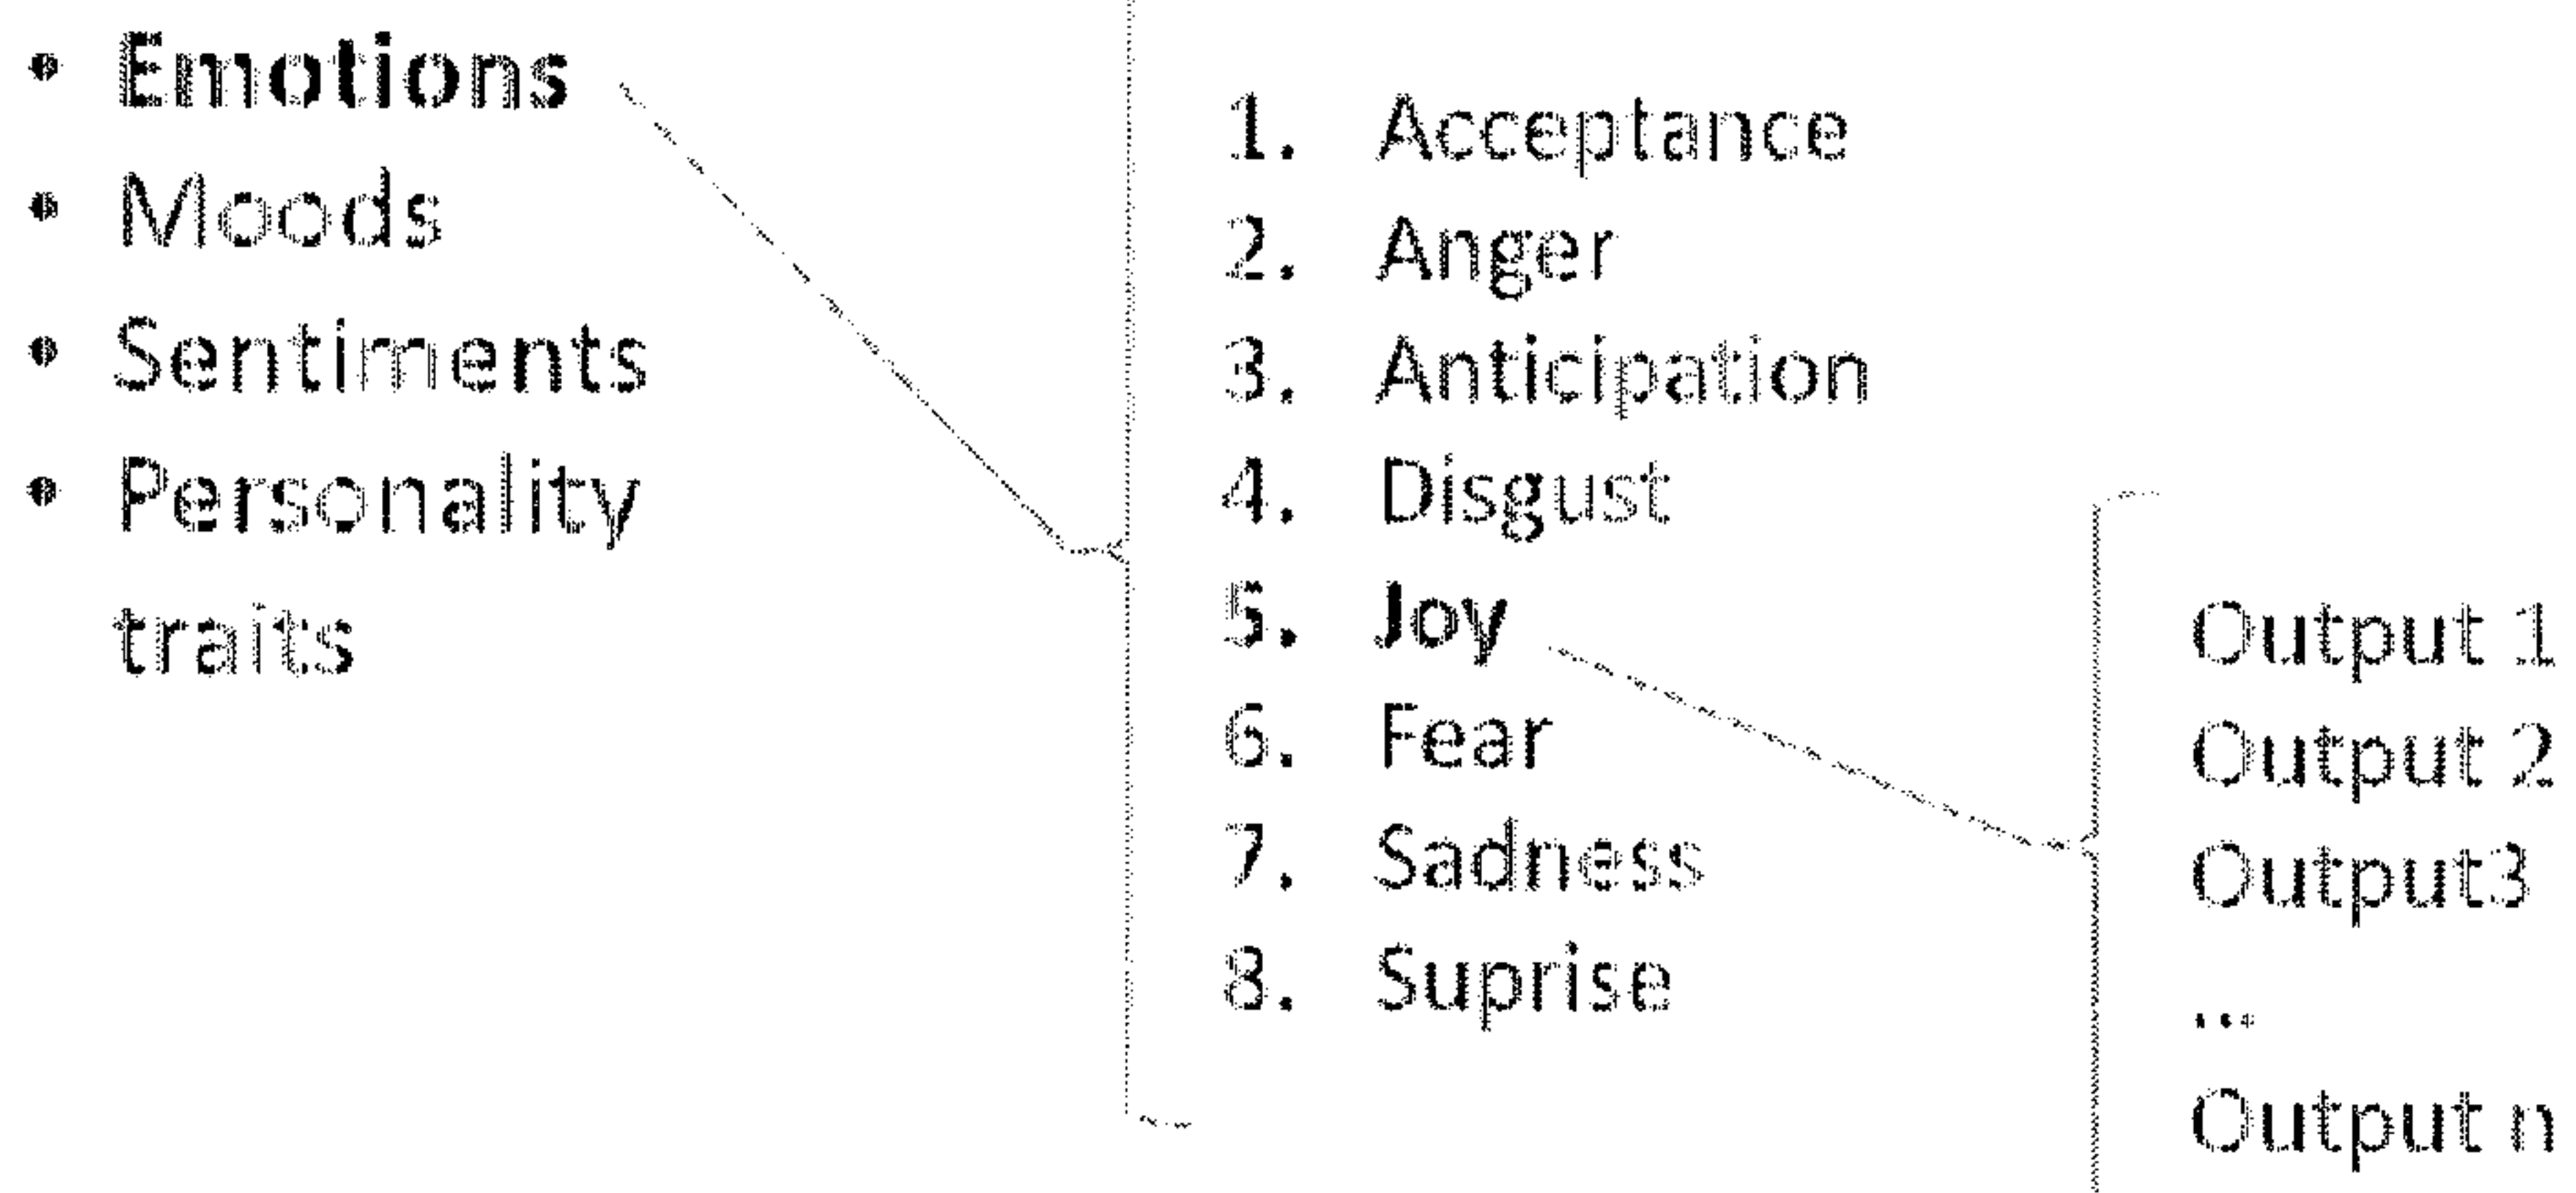 • Emotions
• Moods
• Sentiments
• Personality
traits
1. Acceptance
2. Anger
3. Anticipation
4. Disgust
5. Joy
6. Fear
7. Sadness
8. Suprise
Output 1
Output 2
Output3
...
Output n